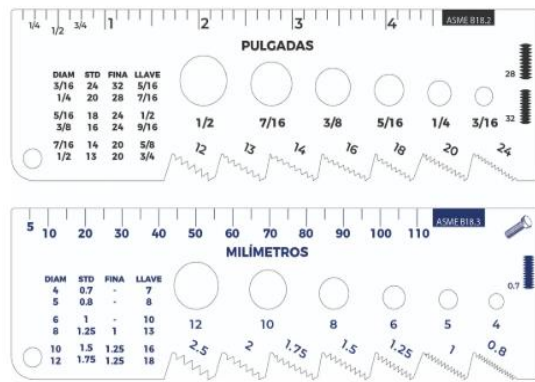 1/4 1/2 3/4 1 2 3 4 ASME B18.2
PULGADAS
DIAM STD FINA LLAVE
3/16 24 32 5/16
1/4 20 28 7/16
5/16 18 24 1/2
3/8 16 24 9/16
7/16 14 20 5/8
1/2 13 20 3/4
1/2 7/16 3/8 5/16 1/4 3/16
12 13 14 16 18 20 24
28
32
5 10 20 30 40 50 60 70 80 90 100 110 ASME B18.3
MILÍMETROS
DIAM STD FINA LLAVE
4 0.7 - 7
5 0.8 - 8
6 1 - 10
8 1.25 1 13
10 1.5 1.25 16
12 1.75 1.25 18
12 10 8 6 5 4
2.5 2 1.75 1.5 1.25 1 0.8
0.7